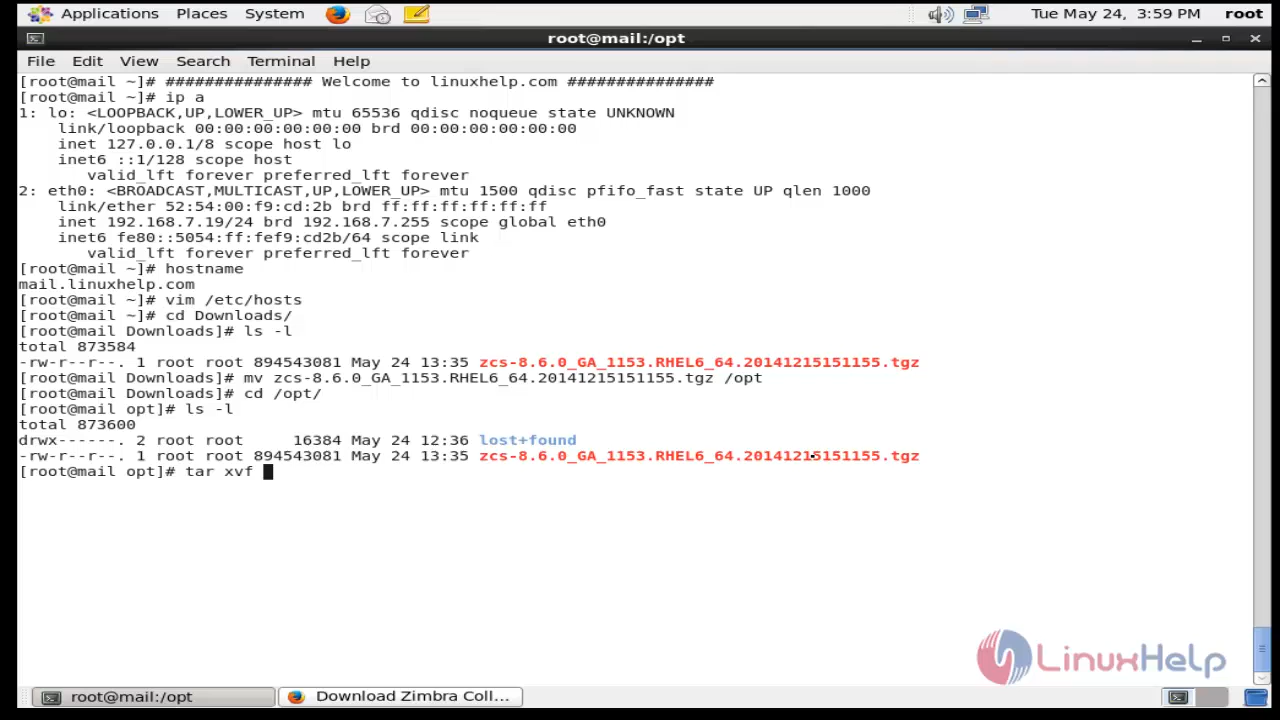 Applications Places System Tue May 24, 3:59 PM root
root@mail:/opt
File Edit View Search Terminal Help
[root@mail ~]# ############### Welcome to linuxhelp.com ###############
[root@mail ~]# ip a
1: lo: <LOOPBACK,UP,LOWER_UP> mtu 65536 qdisc noqueue state UNKNOWN
    link/loopback 00:00:00:00:00:00 brd 00:00:00:00:00:00
    inet 127.0.0.1/8 scope host lo
    inet6 ::1/128 scope host
       valid_lft forever preferred_lft forever
2: eth0: <BROADCAST,MULTICAST,UP,LOWER_UP> mtu 1500 qdisc pfifo_fast state UP qlen 1000
    link/ether 52:54:00:f9:cd:2b brd ff:ff:ff:ff:ff:ff
    inet 192.168.7.19/24 brd 192.168.7.255 scope global eth0
    inet6 fe80::5054:ff:fef9:cd2b/64 scope link
       valid_lft forever preferred_lft forever
[root@mail ~]# hostname
mail.linuxhelp.com
[root@mail ~]# vim /etc/hosts
[root@mail ~]# cd Downloads/
[root@mail Downloads]# ls -l
total 873584
-rw-r--r--. 1 root root 894543081 May 24 13:35 zcs-8.6.0_GA_1153.RHEL6_64.20141215151155.tgz
[root@mail Downloads]# mv zcs-8.6.0_GA_1153.RHEL6_64.20141215151155.tgz /opt
[root@mail Downloads]# cd /opt/
[root@mail opt]# ls -l
total 873600
drwx------. 2 root root     16384 May 24 12:36 lost+found
-rw-r--r--. 1 root root 894543081 May 24 13:35 zcs-8.6.0_GA_1153.RHEL6_64.20141215151155.tgz
[root@mail opt]# tar xvf
LinuxHelp
root@mail:/opt Download Zimbra Coll...